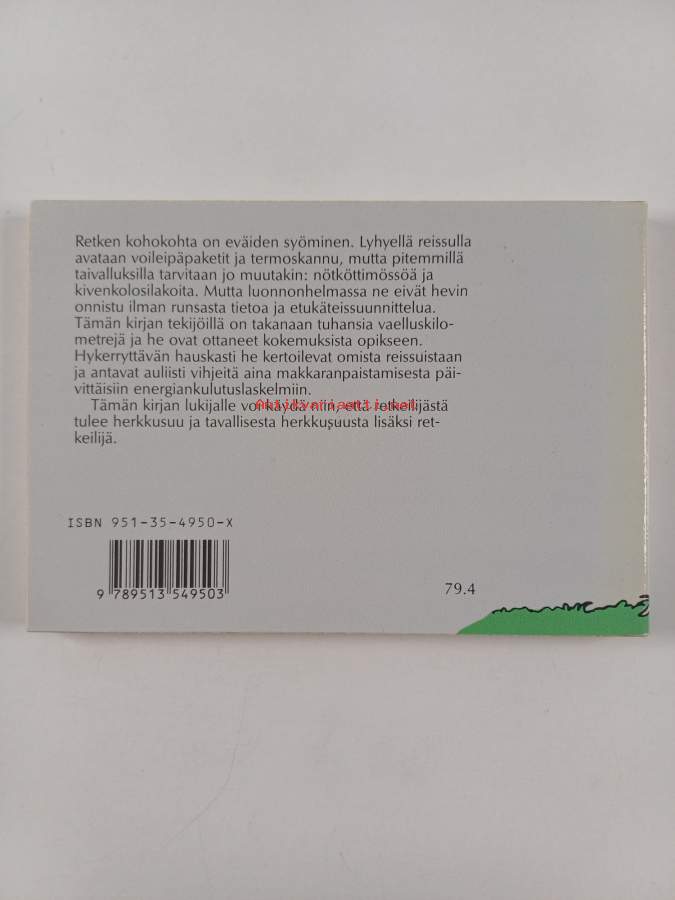 Retken kohokohta on eväiden syöminen. Lyhyellä reissulla
avataan voileipäpaketit ja termoskannu, mutta pitemmillä
taivalluksilla tarvitaan jo muutakin: nötköttimössöä ja
kivenkolosilakoita. Mutta luonnonhelmassa ne eivät hevin
onnistu ilman runsasta tietoa ja etukäteissuunnittelua.
Tämän kirjan tekijöillä on takanaan tuhansia vaelluskilo-
metrejä ja he ovat ottaneet kokemuksista opikseen.
Hykerryttävän hauskasti he kertoilevat omista reissuistaan
ja antavat auliisti vihjeitä aina makkaranpaistamisesta päi-
vittäisiin energiankulutuslaskelmiin.
Antikvariaatti.net
Tämän kirjan lukijalle voi käydä niin, että retkeilijästä
tulee herkkusuu ja tavallisesta herkkusuusta lisäksi ret-
keilijä.
ISBN 951-35-4950-X
9 789513 549503
79.4